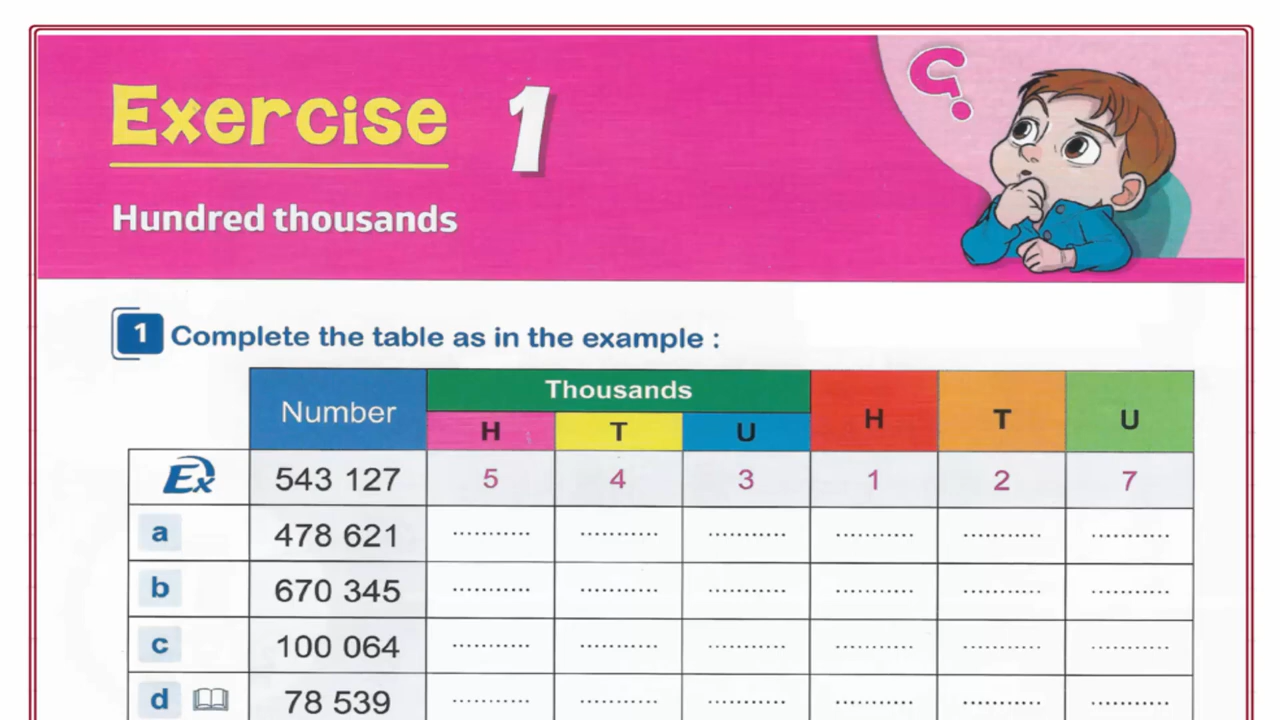 Exercise 1
Hundred thousands
?
1 Complete the table as in the example :
Number Thousands H T U
H T U
Ex 543 127 5 4 3 1 2 7
a 478 621 ........... ........... ........... ........... ........... ...........
b 670 345 ........... ........... ........... ........... ........... ...........
c 100 064 ........... ........... ........... ........... ........... ...........
d 78 539 ........... ........... ........... ........... ........... ...........